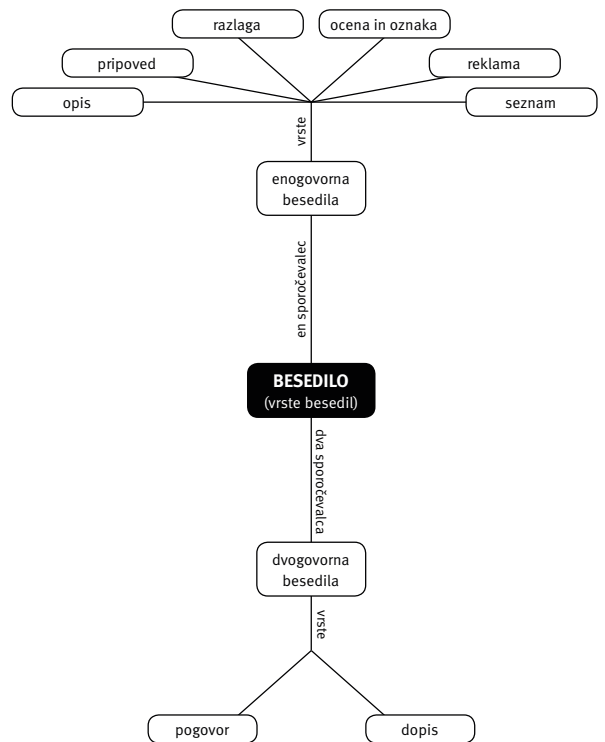 razlaga
ocena in oznaka
pripoved
reklama
opis
seznam
vrste
enogovorna
besedila
en sporočevalec
BESEDILO
(vrste besedil)
dva sporočevalca
dvogovorna
besedila
vrste
pogovor
dopis